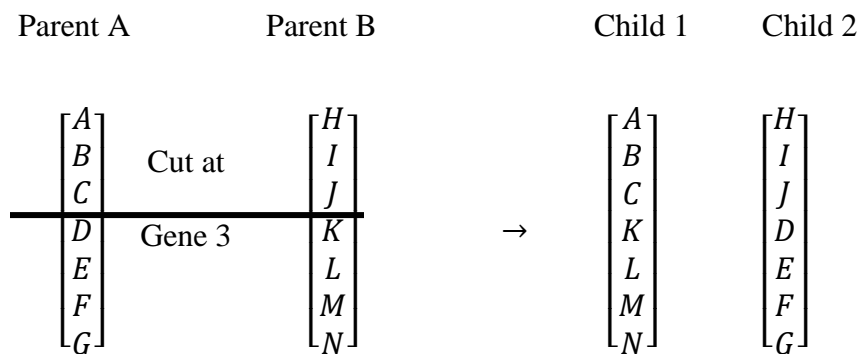 Parent A Parent B Child 1 Child 2
A H A H
B Cut at I B I
C J C J
D Gene 3 K → K D
E L L E
F M M F
G N N G